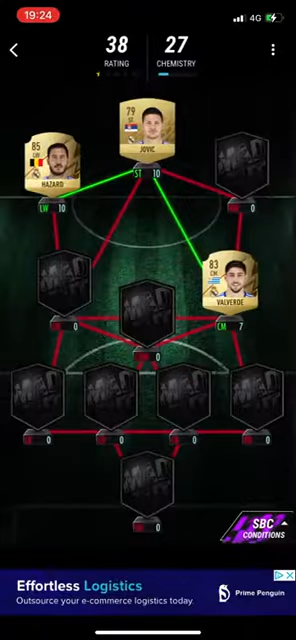 19:24
4G
38
RATING
27
CHEMISTRY
79
ST
JOVIC
85
LW
HAZARD
83
CM
VALVERDE
LW 10
ST 10
0
0
CM 7
0
0
0
0
0
0
SBC
CONDITIONS
Effortless Logistics
Outsource your e-commerce logistics today.
Prime Penguin